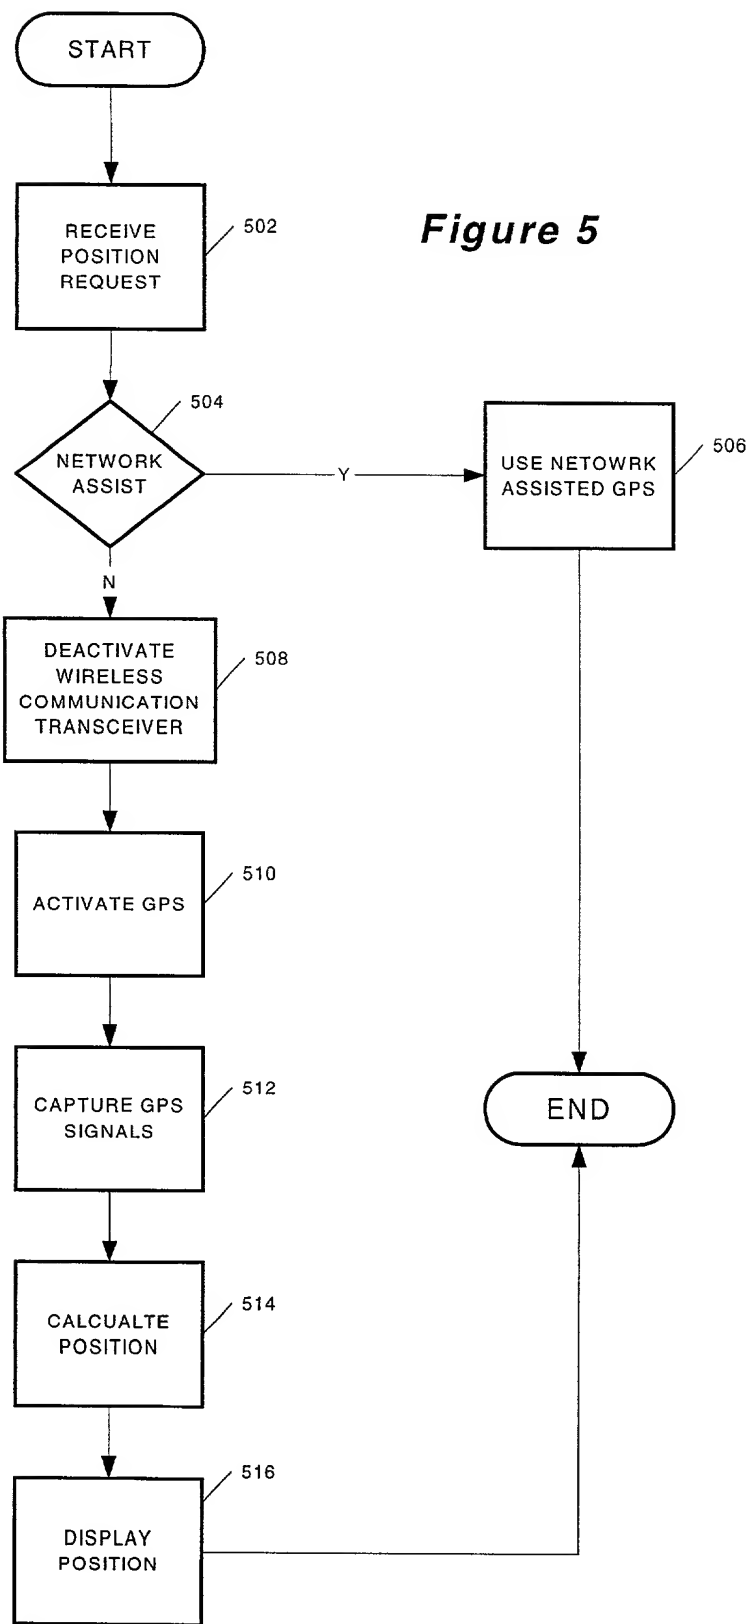 START
RECEIVE
POSITION
REQUEST
502
Figure 5
504
NETWORK
ASSIST
Y
USE NETOWRK
ASSISTED GPS
506
N
DEACTIVATE
WIRELESS
COMMUNICATION
TRANSCEIVER
508
ACTIVATE GPS
510
CAPTURE GPS
SIGNALS
512
END
CALCUALTE
POSITION
514
DISPLAY
POSITION
516